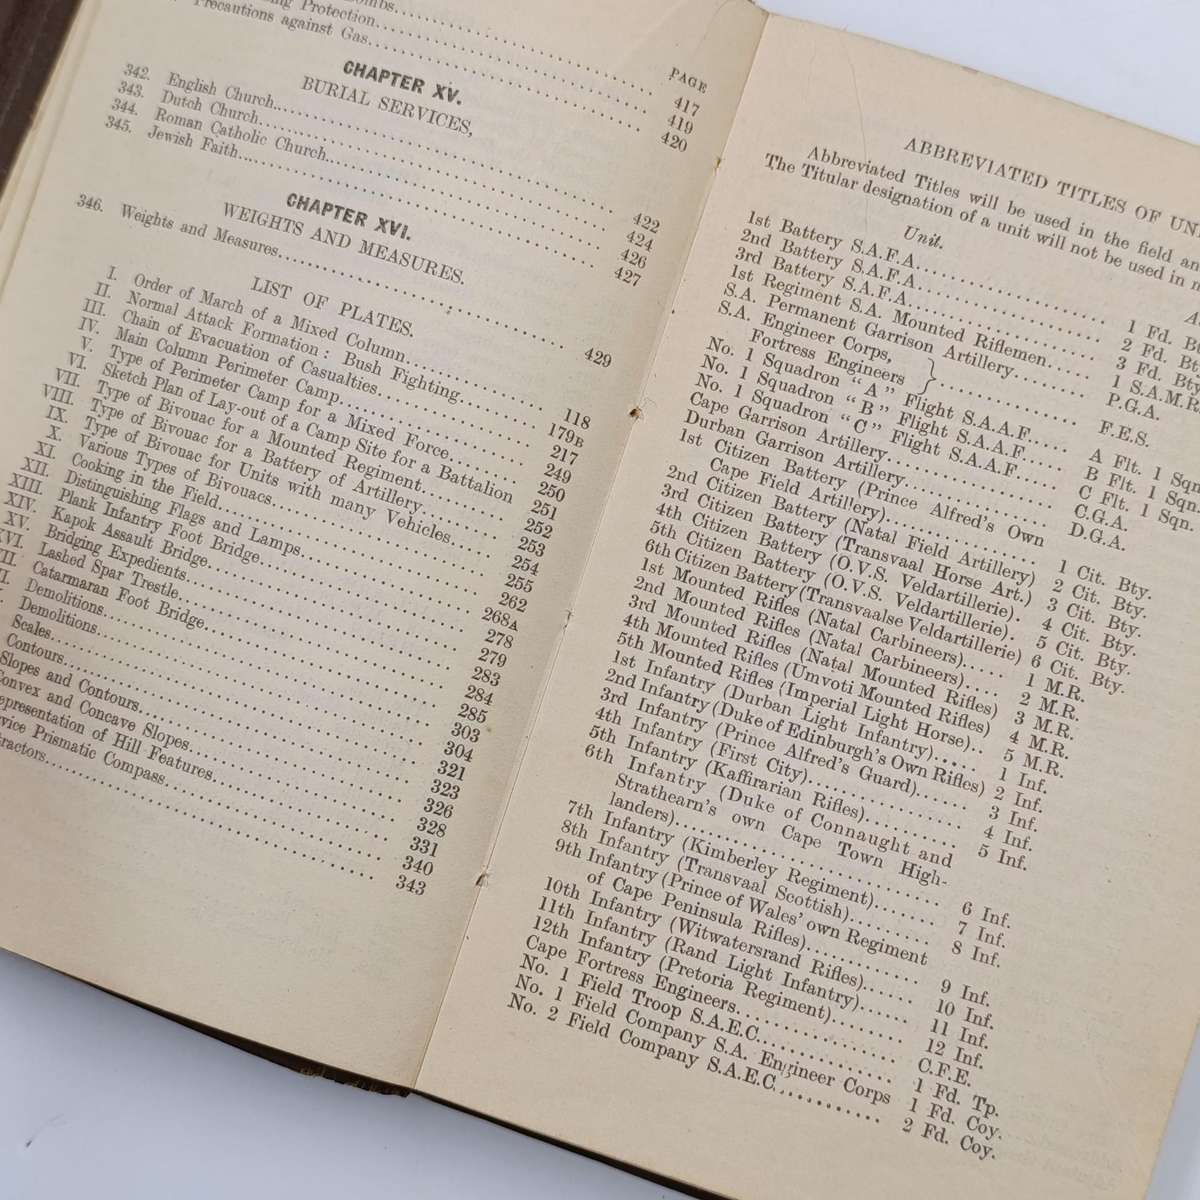 Protection
PAGE
Precautions against Gas
417
419
420
CHAPTER XV.
BURIAL SERVICES,
342. English Church 422
343. Dutch Church 424
344. Roman Catholic Church 426
345. Jewish Faith 427
CHAPTER XVI.
WEIGHTS AND MEASURES.
346. Weights and Measures 429
LIST OF PLATES.
I. Order of March of a Mixed Column 118
II. Normal Attack Formation: Bush Fighting 179B
III. Chain of Evacuation of Casualties 217
IV. Main Column Perimeter Camp 249
V. Type of Perimeter Camp for a Mixed Force 250
VI. Sketch Plan of Lay-out of a Camp Site for a Battalion 251
VII. Type of Bivouac for a Mounted Regiment 252
VIII. Type of Bivouac for a Battery of Artillery 253
IX. Type of Bivouac for Units with many Vehicles 254
X. Various Types of Bivouacs 255
XI. Cooking in the Field 262
XII. Distinguishing Flags and Lamps 268A
XIII. Plank Infantry Foot Bridge 278
XIV. Kapok Assault Bridge 279
XV. Bridging Expedients 283
Lashed Spar Trestle 284
Catarmaran Foot Bridge 285
Demolitions 303
Demolitions 304
Scales 321
Contours 323
Slopes and Contours 326
Convex and Concave Slopes 328
Representation of Hill Features 331
Prismatic Compass 340
343
ABBREVIATED TITLES OF
Abbreviated Titles will be used in the field
The Titular designation of a unit will not be used in
Unit.
1st Battery S.A.F.A. 1 Fd.
2nd Battery S.A.F.A. 2 Fd. Bt
3rd Battery S.A.F.A. 3 Fd. Bty
1st Regiment S.A. Mounted Riflemen 1 S.A.M.R.
S.A. Permanent Garrison Artillery P.G.A.
S.A. Engineer Corps,
Fortress Engineers } F.E.S.
No. 1 Squadron "A" Flight S.A.A.F. A Flt. 1 Sqn.
No. 1 Squadron "B" Flight S.A.A.F. B Flt. 1 Sqn.
No. 1 Squadron "C" Flight S.A.A.F. C Flt. 1 Sqn.
Cape Garrison Artillery C.G.A.
Durban Garrison Artillery D.G.A.
1st Citizen Battery (Prince Alfred's Own
Cape Field Artillery) 1 Cit. Bty.
2nd Citizen Battery (Natal Field Artillery) 2 Cit. Bty.
3rd Citizen Battery (Transvaal Horse Art.) 3 Cit. Bty.
4th Citizen Battery (O.V.S. Veldartillerie). 4 Cit. Bty.
5th Citizen Battery (O.V.S. Veldartillerie). 5 Cit. Bty.
6th Citizen Battery (Transvaalse Veldartillerie) 6 Cit. Bty.
1st Mounted Rifles (Natal Carbineers) 1 M.R.
2nd Mounted Rifles (Natal Carbineers) 2 M.R.
3rd Mounted Rifles (Natal Mounted Rifles) 3 M.R.
4th Mounted Rifles (Umvoti Mounted Rifles) 4 M.R.
5th Mounted Rifles (Imperial Light Horse) 5 M.R.
1st Infantry (Durban Light Infantry) 1 Inf.
2nd Infantry (Duke of Edinburgh's Own Rifles) 2 Inf.
3rd Infantry (Prince Alfred's Guard) 3 Inf.
4th Infantry (First City) 4 Inf.
5th Infantry (Kaffrarian Rifles) 5 Inf.
6th Infantry (Duke of Connaught and
Strathearn's own Cape Town High-
landers) 6 Inf.
7th Infantry (Kimberley Regiment) 7 Inf.
8th Infantry (Transvaal Scottish) 8 Inf.
9th Infantry (Prince of Wales' own Regiment
of Cape Peninsula Rifles) 9 Inf.
10th Infantry (Witwatersrand Rifles) 10 Inf.
11th Infantry (Rand Light Infantry) 11 Inf.
12th Infantry (Pretoria Regiment) 12 Inf.
Cape Fortress Engineers C.F.E.
No. 1 Field Troop S.A.E.C. 1 Fd. Tp.
No. 1 Field Company S.A. Engineer Corps 1 Fd. Coy.
No. 2 Field Company S.A.E.C. 2 Fd. Coy.